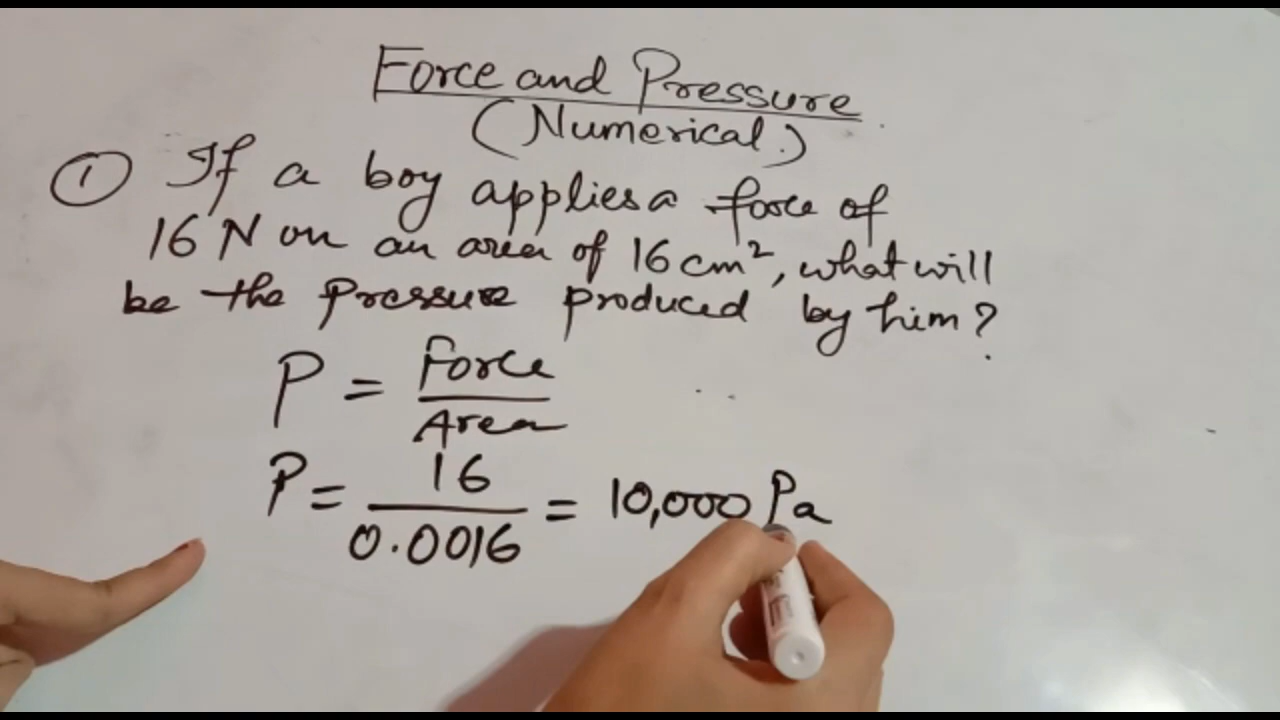 Force and Pressure
(Numerical.)
① If a boy applies a force of
16 N on an area of 16 cm², what will
be the Pressure produced by him?
P = Force / Area
P = 16 / 0.0016 = 10,000 Pa